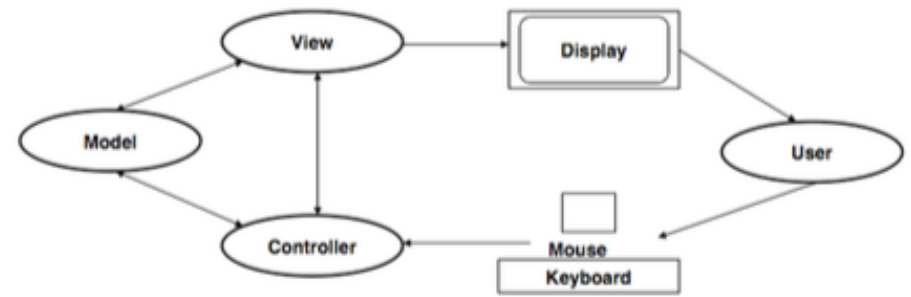 View
Display
Model
User
Controller
Mouse
Keyboard